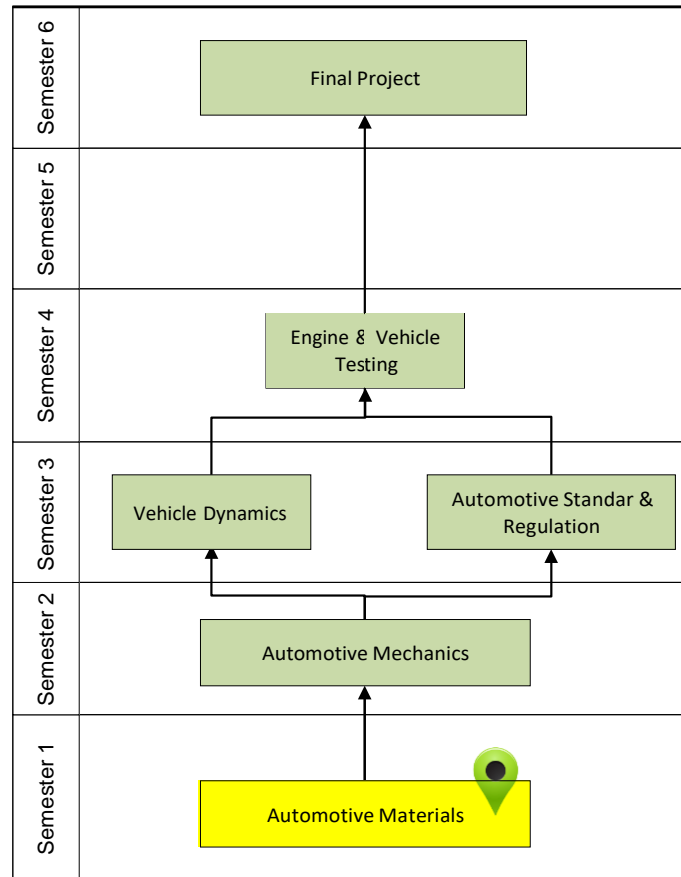 Semester 6
Final Project
Semester 5
Semester 4
Engine & Vehicle
Testing
Semester 3
Vehicle Dynamics
Automotive Standar &
Regulation
Semester 2
Automotive Mechanics
Semester 1
Automotive Materials